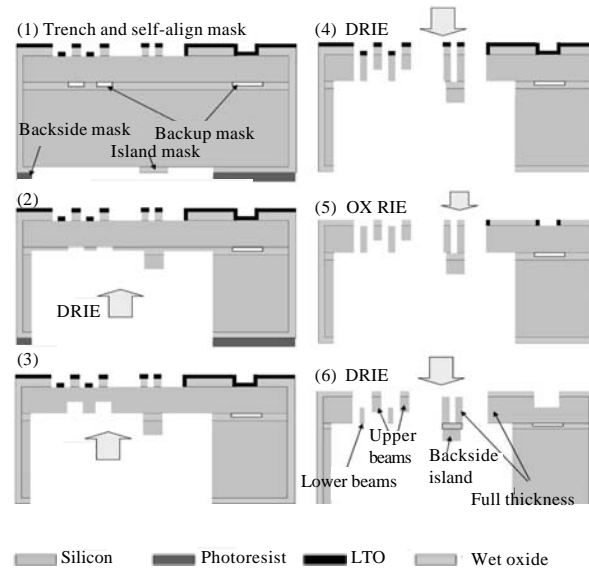 (1) Trench and self-align mask
Backside mask
Island mask
Backup mask
(2)
DRIE
(3)
(4) DRIE
(5) OX RIE
(6) DRIE
Upper
beams
Lower beams
Backside
island
Full thickness
Silicon
Photoresist
LTO
Wet oxide